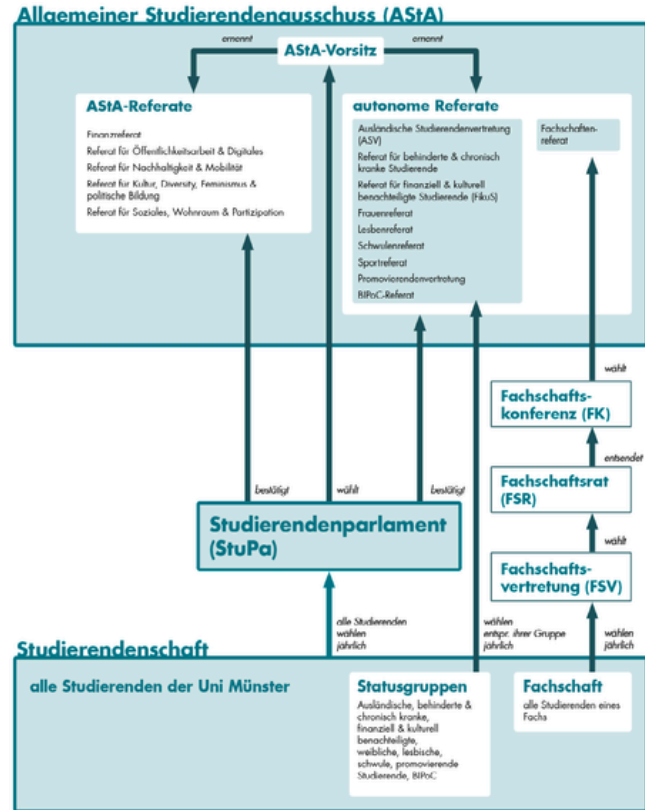 Allgemeiner Studierendenausschuss (AStA)
ernennt
AStA-Vorsitz
ernennt
AStA-Referate
Finanzreferat
Referat für Öffentlichkeitsarbeit & Digitales
Referat für Nachhaltigkeit & Mobilität
Referat für Kultur, Diversity, Feminismus &
politische Bildung
Referat für Soziales, Wohnraum & Partizipation
autonome Referate
Ausländische Studierendenvertretung
(ASV)
Referat für behinderte & chronisch
kranke Studierende
Referat für finanziell & kulturell
benachteiligte Studierende (FikuS)
Frauenreferat
Lesbenreferat
Schwulenreferat
Sportreferat
Promovierendenvertretung
BIPoC-Referat
Fachschaften-
referat
wählt
Fachschafts-
konferenz (FK)
entsendet
Fachschaftsrat
(FSR)
wählt
Fachschafts-
vertretung (FSV)
bestätigt
wählt
bestätigt
Studierendenparlament
(StuPa)
alle Studierenden
wählen
jährlich
wählen
entspr. ihrer Gruppe
jährlich
wählen
jährlich
Studierendenschaft
alle Studierenden der Uni Münster
Statusgruppen
Ausländische, behinderte &
chronisch kranke,
finanziell & kulturell
benachteiligte,
weibliche, lesbische,
schwule, promovierende
Studierende, BIPoC
Fachschaft
alle Studierenden eines
Fachs